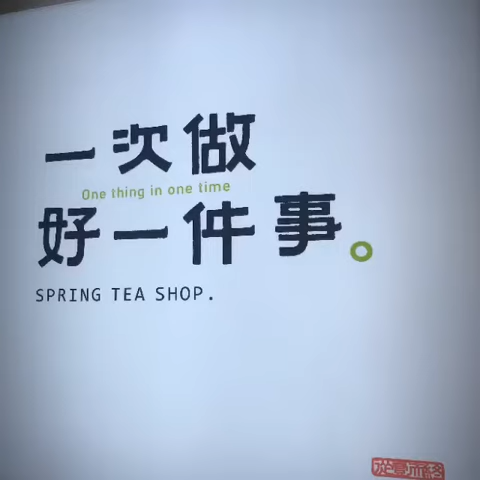 一次做
One thing in one time
好一件事。
SPRING TEA SHOP.